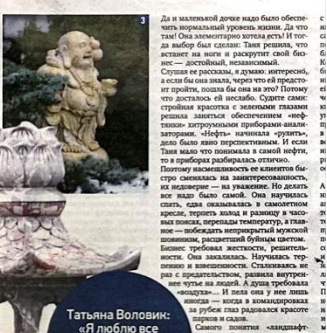 3
Да и маленькой дочке надо было обеспе-
чить нормальный уровень жизни. Да что
там! Она элементарно хотела есть! И тог-
да выбор был сделан: Таня решила, что
встанет на ноги и раскрутит свой биз-
нес — достойный, независимый.
Слушая ее рассказы, я думаю: интересно,
а если бы она знала, через что ей предсто-
ит пройти, пошла бы она на это? Потому
что досталось ей неслабо. Судите сами:
стройная красотка с зелеными глазами
решила заняться обеспечением «неф-
тянки» хитроумными приборами-анали-
заторами. «Нефть» начинала «рулить»,
дело было явно перспективным. И если
Таня мало что понимала в самой нефти,
то в приборах разбиралась отлично.
Поэтому насмешливость ее клиентов бы-
стро сменялась на заинтересованность,
их недоверие — на уважение. Но делать
все надо было самой. Она научилась
спать, едва оказалась в самолетном
кресле, терпеть холод и разницу в часо-
вых поясах, перепады температур, а глав-
ное — побеждать неприкрытый мужской
шовинизм, расцветший буйным цветом.
Бизнес требовал жесткости, решитель-
ности. Она закалилась. Научилась тер-
пению и взвешенности. Сталкиваясь не
раз с предательством, развила внутрен-
нее чутье на людей. А душа требовала
«воздуха». И пела она у нее лишь
иногда — когда в командировках
за рубеж глаз радовался красоте
парков и садов.
Самого понятия «ландшафт-
Татьяна Воловик:
«Я люблю все